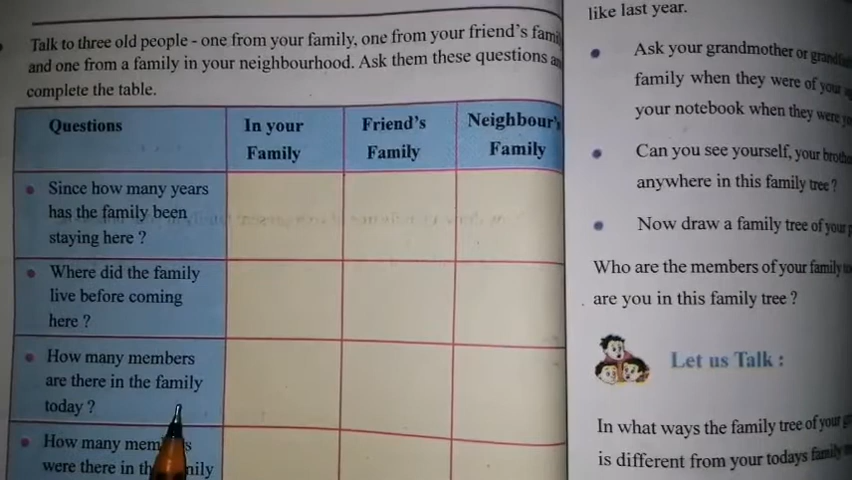 Talk to three old people - one from your family, one from your friend's
and one from a family in your neighbourhood. Ask them these questions
complete the table.
Questions
In your
Family
Friend's
Family
Neighbour's
Family
Since how many years
has the family been
staying here ?
Where did the family
live before coming
here ?
How many members
are there in the family
today ?
How many
were there in
like last year.
Ask your grandmother or
family when they were of your
your notebook when they were
Can you see yourself, your
anywhere in this family tree ?
Now draw a family tree of your
Who are the members of your family
are you in this family tree ?
Let us Talk :
In what ways the family tree of your
is different from your todays family